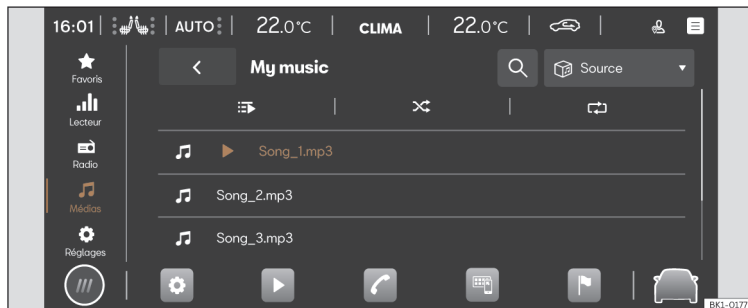 16:01 AUTO 22.0°C CLIMA 22.0°C
My music Source
Favoris
Lecteur
Radio
Médias
Réglages
Song_1.mp3
Song_2.mp3
Song_3.mp3
BK1-0177